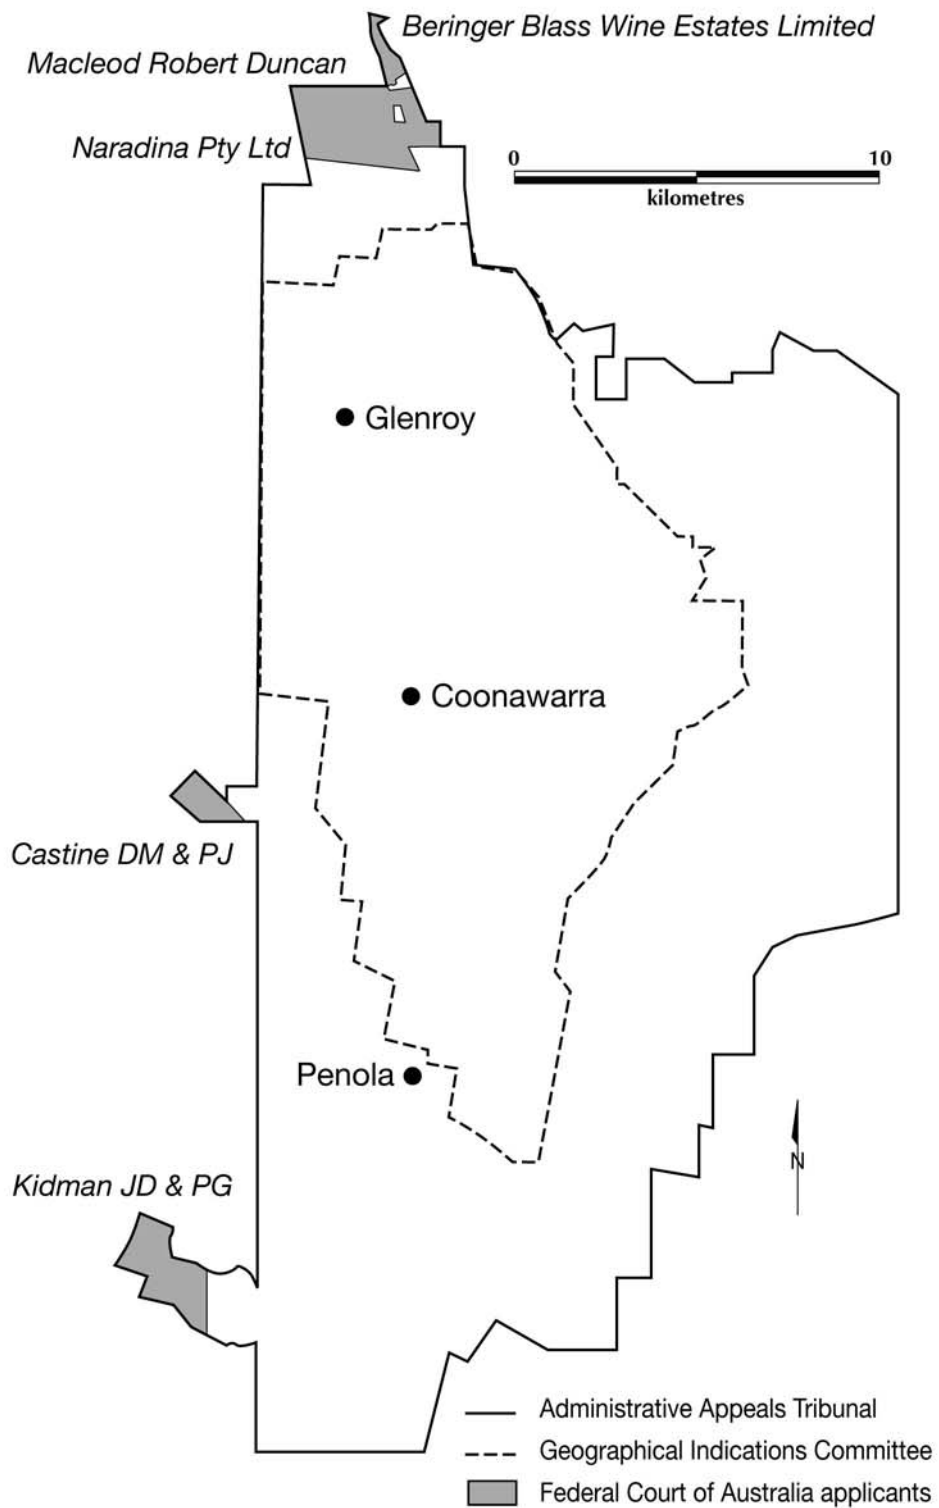 Beringer Blass Wine Estates Limited
Macleod Robert Duncan
Naradina Pty Ltd
0 10
kilometres
Glenroy
Coonawarra
Castine DM & PJ
Penola
N
Kidman JD & PG
Administrative Appeals Tribunal
Geographical Indications Committee
Federal Court of Australia applicants